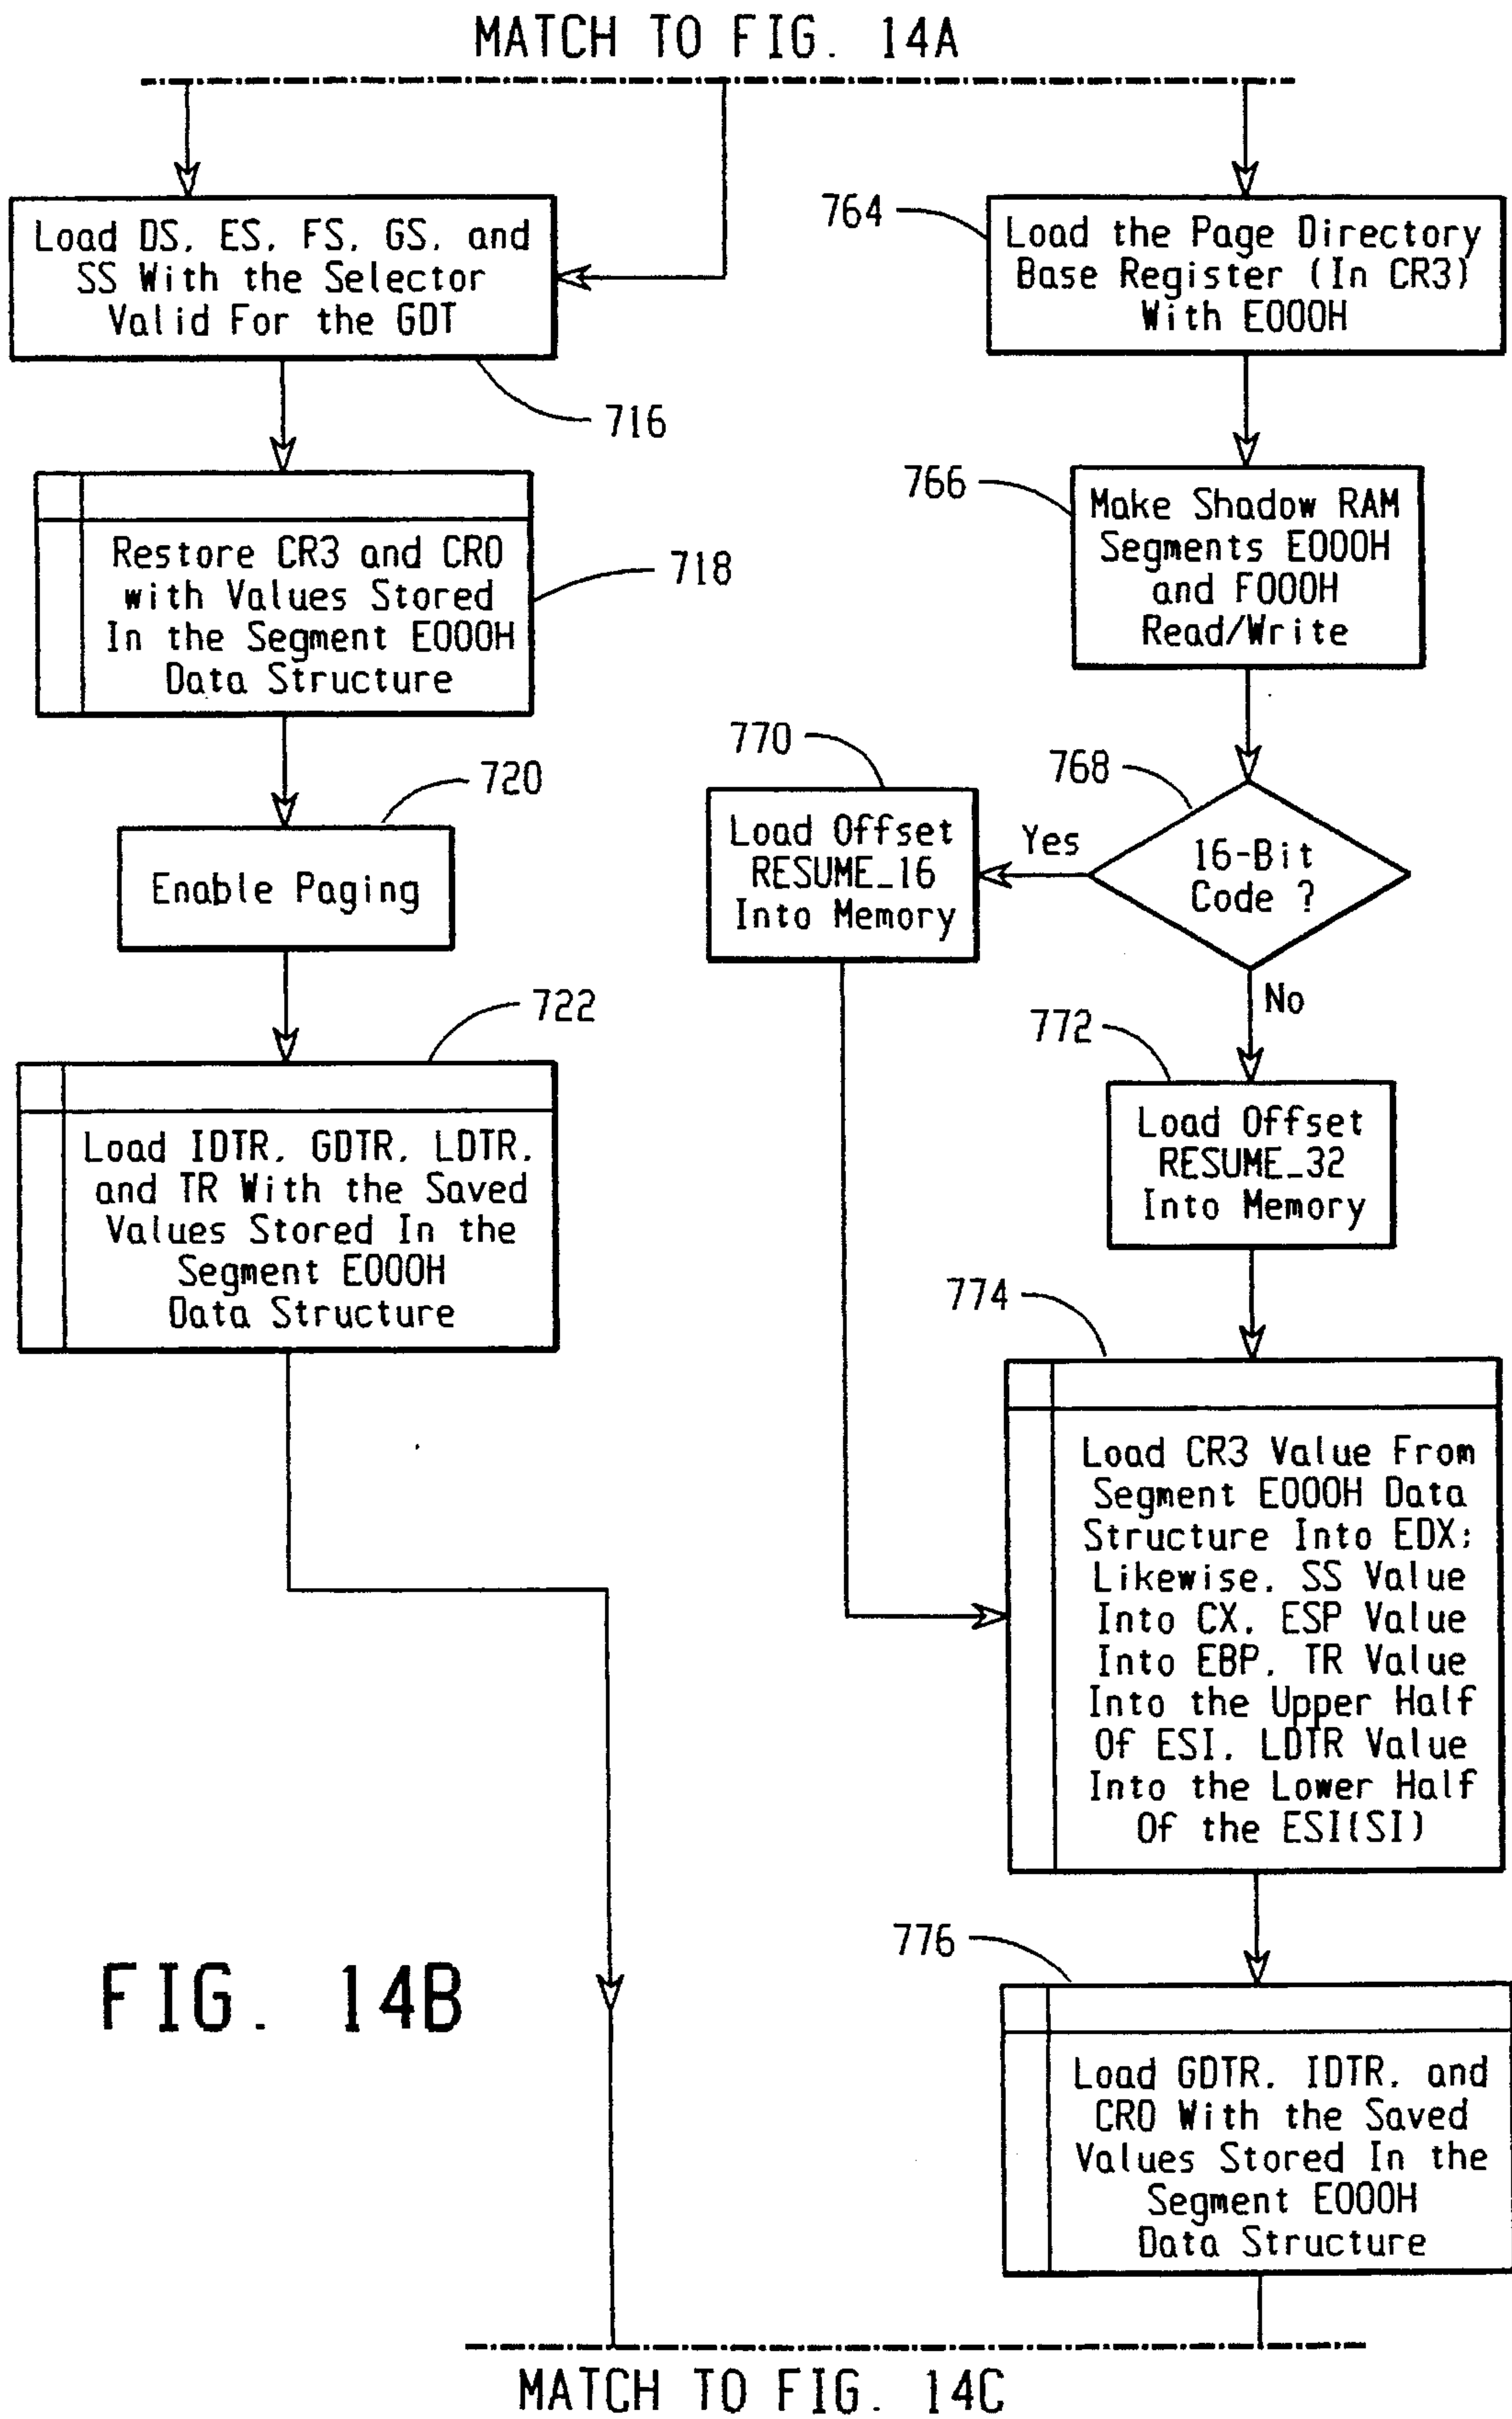 MATCH TO FIG. 14A
Load DS, ES, FS, GS, and
SS With the Selector
Valid For the GDT
716
Restore CR3 and CR0
with Values Stored
In the Segment E000H
Data Structure
718
720
Enable Paging
722
Load IDTR, GDTR, LDTR,
and TR With the Saved
Values Stored In the
Segment E000H
Data Structure
764
Load the Page Directory
Base Register (In CR3)
With E000H
766
Make Shadow RAM
Segments E000H
and F000H
Read/Write
768
16-Bit
Code ?
Yes
770
Load Offset
RESUME_16
Into Memory
No
772
Load Offset
RESUME_32
Into Memory
774
Load CR3 Value From
Segment E000H Data
Structure Into EDX;
Likewise, SS Value
Into CX, ESP Value
Into EBP, TR Value
Into the Upper Half
Of ESI, LDTR Value
Into the Lower Half
Of the ESI(SI)
776
Load GDTR, IDTR, and
CR0 With the Saved
Values Stored In the
Segment E000H
Data Structure
FIG. 14B
MATCH TO FIG. 14C